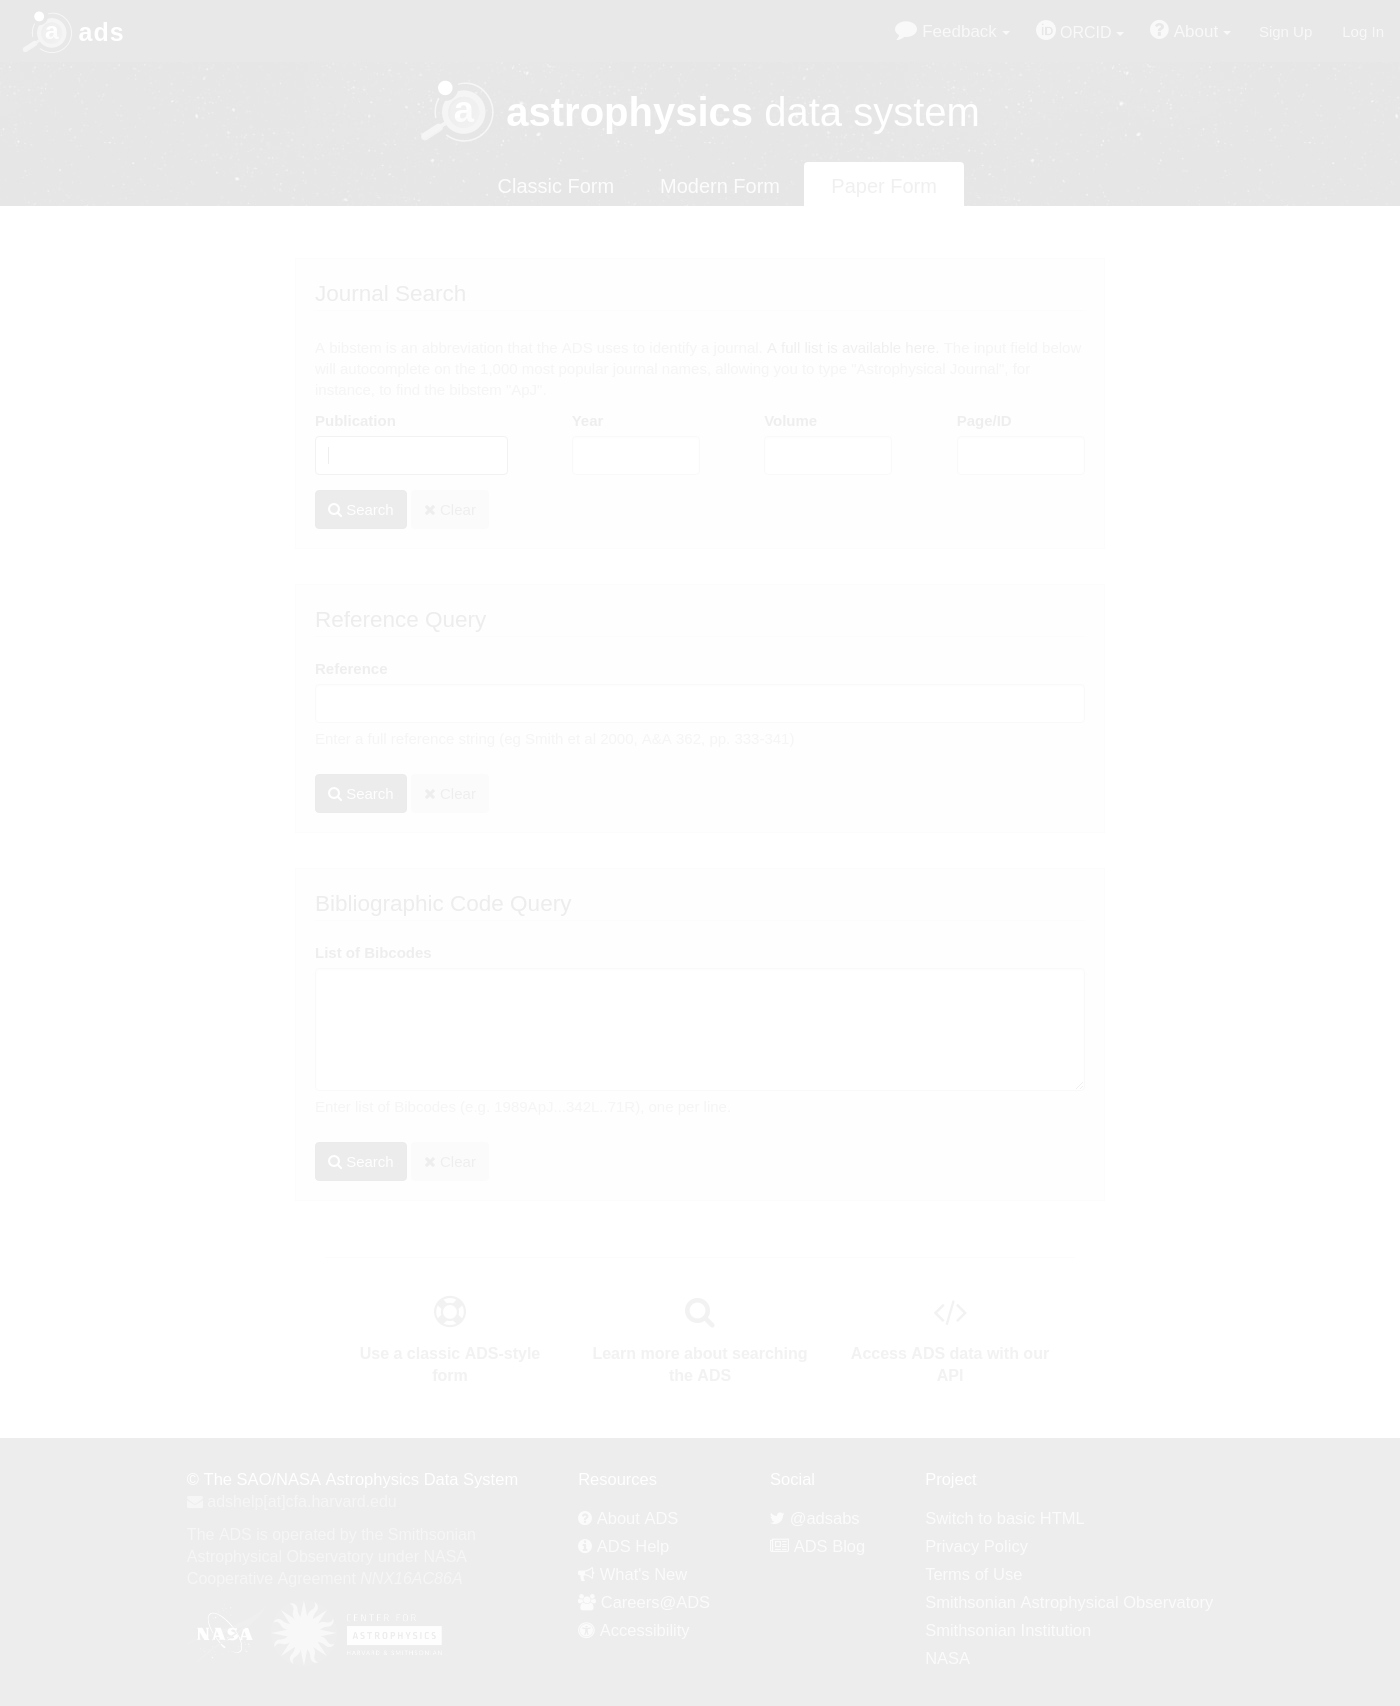 a ads
Feedback
iD ORCID
About
Sign Up
Log In
a astrophysics data system
Classic Form
Modern Form
Paper Form
Journal Search
A bibstem is an abbreviation that the ADS uses to identify a journal. A full list is available here. The input field below
will autocomplete on the 1,000 most popular journal names, allowing you to type "Astrophysical Journal", for
instance, to find the bibstem "ApJ".
Publication
Year
Volume
Page/ID
Search
Clear
Reference Query
Reference
Enter a full reference string (eg Smith et al 2000, A&A 362, pp. 333-341)
Search
Clear
Bibliographic Code Query
List of Bibcodes
Enter list of Bibcodes (e.g. 1989ApJ...342L..71R), one per line.
Search
Clear
Use a classic ADS-style
form
Learn more about searching
the ADS
Access ADS data with our
API
© The SAO/NASA Astrophysics Data System
adshelp[at]cfa.harvard.edu
The ADS is operated by the Smithsonian
Astrophysical Observatory under NASA
Cooperative Agreement NNX16AC86A
NASA
CENTER FOR
ASTROPHYSICS
HARVARD & SMITHSONIAN
Resources
About ADS
ADS Help
What's New
Careers@ADS
Accessibility
Social
@adsabs
ADS Blog
Project
Switch to basic HTML
Privacy Policy
Terms of Use
Smithsonian Astrophysical Observatory
Smithsonian Institution
NASA